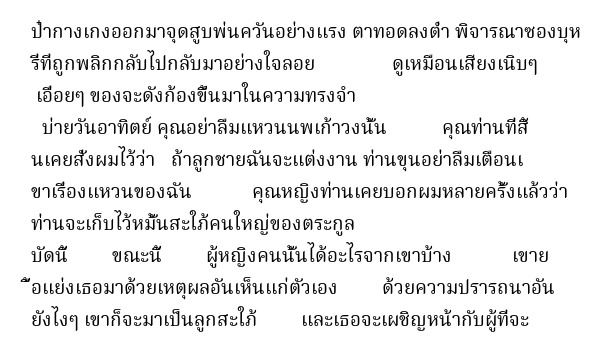 ป๋ากางเกงออกมาจุดสูบพ่นควันอย่างแรง ตาทอดลงต่ำ พิจารณาซองบุห
รี่ที่ถูกพลิกกลับไปกลับมาอย่างใจลอย ดูเหมือนเสียงเนิบๆ
เอื่อยๆ ของจะดังก้องขึ้นมาในความทรงจำ
บ่ายวันอาทิตย์ คุณอย่าลืมแหวนนพเก้าวงนั้น คุณท่านที่สิ้
นเคยสั่งผมไว้ว่า ถ้าลูกชายฉันจะแต่งงาน ท่านขุนอย่าลืมเตือนเ
ขาเรื่องแหวนของฉัน คุณหญิงท่านเคยบอกผมหลายครั้งแล้วว่า
ท่านจะเก็บไว้หมั้นสะใภ้คนใหญ่ของตระกูล
บัดนี้ ขณะนี้ ผู้หญิงคนนั้นได้อะไรจากเขาบ้าง เขาย
ื้อแย่งเธอมาด้วยเหตุผลอันเห็นแก่ตัวเอง ด้วยความปรารถนาอัน
ยังไงๆ เขาก็จะมาเป็นลูกสะใภ้ และเธอจะเผชิญหน้ากับผู้ที่จะ